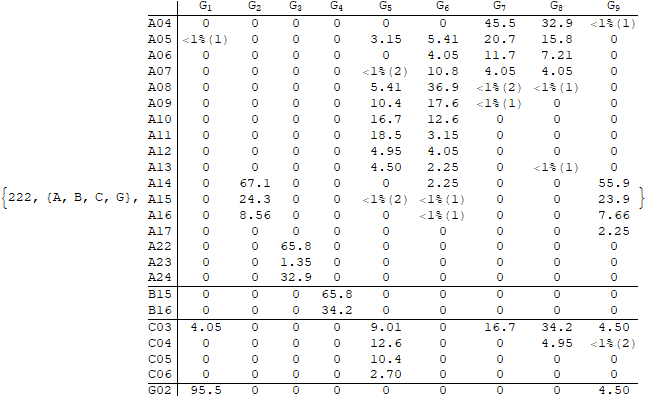 G1 G2 G3 G4 G5 G6 G7 G8 G9
A04 0 0 0 0 0 0 45.5 32.9 <1%(1)
A05 <1%(1) 0 0 0 3.15 5.41 20.7 15.8 0
A06 0 0 0 0 0 4.05 11.7 7.21 0
A07 0 0 0 0 <1%(2) 10.8 4.05 4.05 0
A08 0 0 0 0 5.41 36.9 <1%(2) <1%(1) 0
A09 0 0 0 0 10.4 17.6 <1%(1) 0 0
A10 0 0 0 0 16.7 12.6 0 0 0
A11 0 0 0 0 18.5 3.15 0 0 0
A12 0 0 0 0 4.95 4.05 0 0 0
A13 0 0 0 0 4.50 2.25 0 <1%(1) 0
A14 0 67.1 0 0 0 2.25 0 0 55.9
{222, {A, B, C, G}, A15 0 24.3 0 0 <1%(2) <1%(1) 0 0 23.9 }
A16 0 8.56 0 0 0 <1%(1) 0 0 7.66
A17 0 0 0 0 0 0 0 0 2.25
A22 0 0 65.8 0 0 0 0 0 0
A23 0 0 1.35 0 0 0 0 0 0
A24 0 0 32.9 0 0 0 0 0 0
B15 0 0 0 65.8 0 0 0 0 0
B16 0 0 0 34.2 0 0 0 0 0
C03 4.05 0 0 0 9.01 0 16.7 34.2 4.50
C04 0 0 0 0 12.6 0 0 4.95 <1%(2)
C05 0 0 0 0 10.4 0 0 0 0
C06 0 0 0 0 2.70 0 0 0 0
G02 95.5 0 0 0 0 0 0 0 4.50